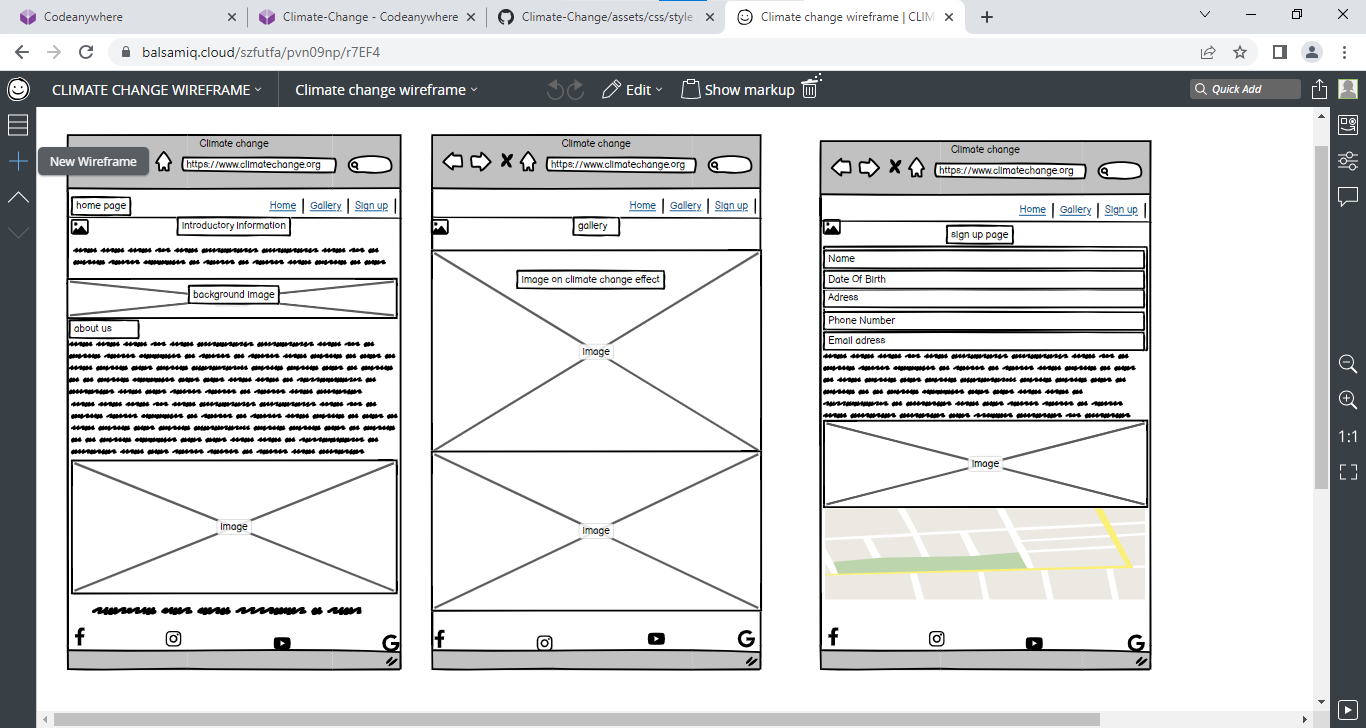 Codeanywhere
Climate-Change - Codeanywhere
Climate-Change/assets/css/style
Climate change wireframe | CLIM
balsamiq.cloud/szfutfa/pvn09np/r7EF4
CLIMATE CHANGE WIREFRAME
Climate change wireframe
Edit
Show markup
Quick Add
New Wireframe
1:1
Climate change
https://www.climatechange.org
home page
Home
Gallery
Sign up
introductory information
background image
about us
Image
Climate change
https://www.climatechange.org
Home
Gallery
Sign up
gallery
image on climate change effect
Image
Image
Climate change
https://www.climatechange.org
Home
Gallery
Sign up
sign up page
Name
Date Of Birth
Adress
Phone Number
Email adress
Image